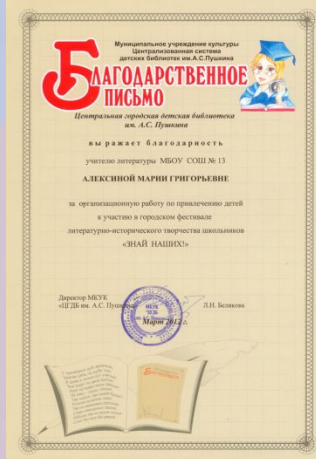 Муниципальное учреждение культуры
Централизованная система
детских библиотек им.А.С.Пушкина
БЛАГОДАРСТВЕННОЕ
ПИСЬМО
Центральная городская детская библиотека
им. А.С. Пушкина
выражает благодарность
учителю литературы МБОУ СОШ № 13
АЛЕКСИНОЙ МАРИИ ГРИГОРЬЕВНЕ
за организационную работу по привлечению детей
к участию в городском фестивале
литературно-исторического творчества школьников
«ЗНАЙ НАШИХ!»
Директор МКУК
«ЦГДБ им. А.С. Пушкина» Л.Н. Белякова
Март 2012 г.